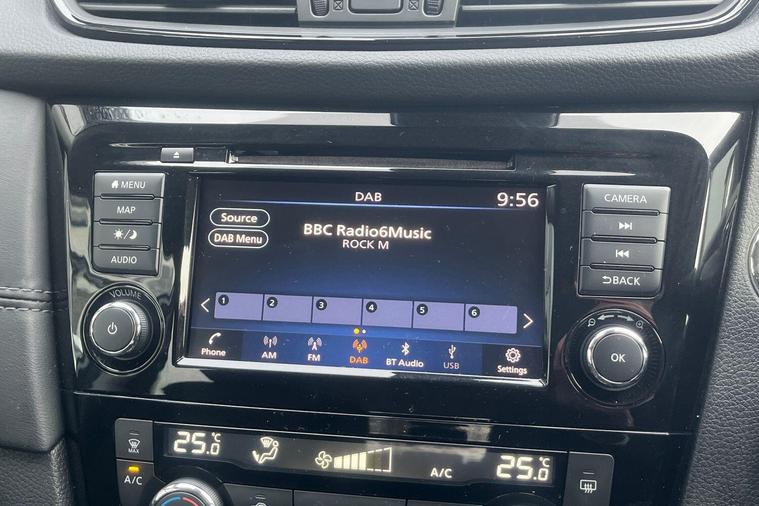 MENU
MAP
AUDIO
VOLUME
DAB
9:56
Source
DAB Menu
BBC Radio6Music
ROCK M
1
2
3
4
5
6
Phone
AM
FM
DAB
BT Audio
USB
Settings
CAMERA
BACK
OK
MAX
A/C
25.0°C
A/C
25.0°C